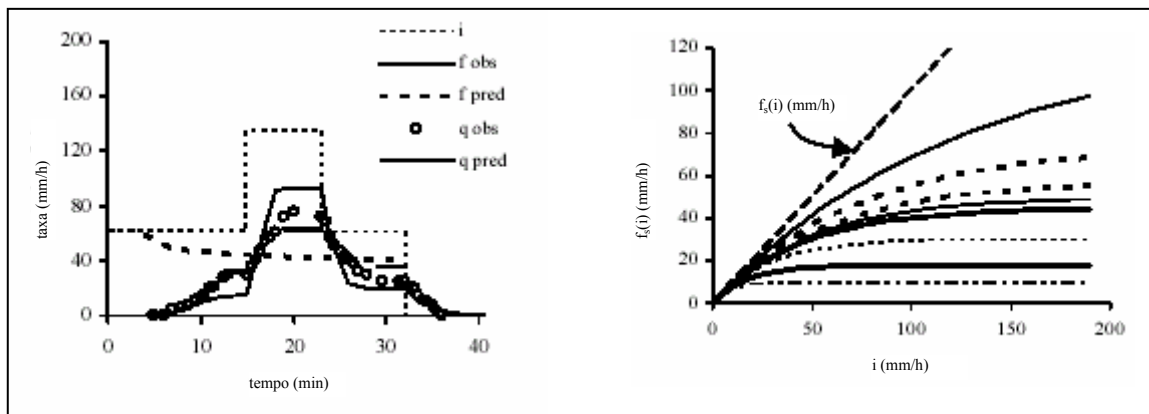 200
160
120
80
40
0
taxa (mm/h)
0
10
20
30
40
tempo (min)
i
f obs
f pred
q obs
q pred
120
100
80
60
40
20
0
fₛ(i) (mm/h)
fₛ(i) (mm/h)
0
50
100
150
200
i (mm/h)